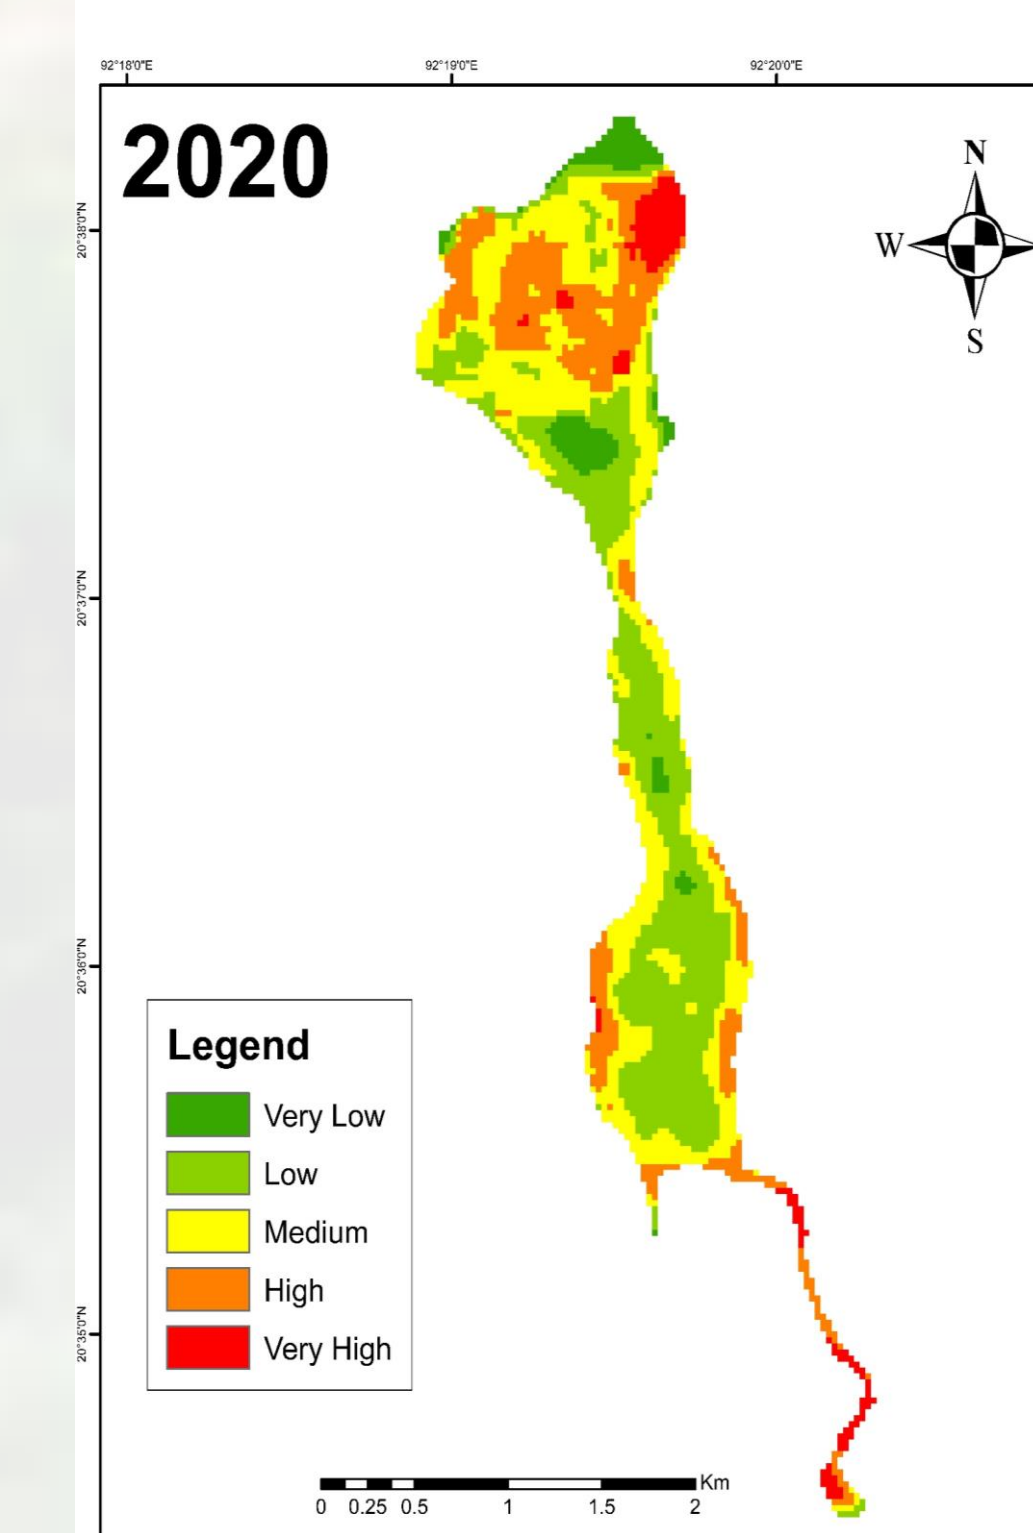 92°18'0"E 92°19'0"E 92°20'0"E
2020
N
W
S
20°38'0"N
20°37'0"N
20°36'0"N
20°35'0"N
Legend
Very Low
Low
Medium
High
Very High
Km
0 0.25 0.5 1 1.5 2